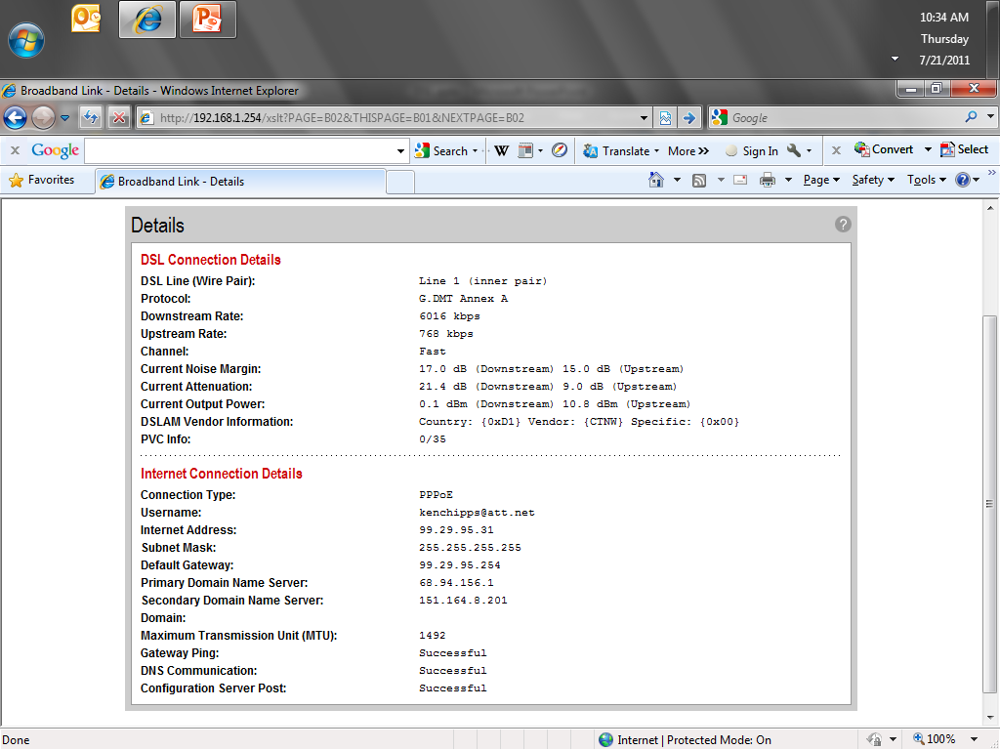 10:34 AM
Thursday
7/21/2011
Broadband Link - Details - Windows Internet Explorer
http://192.168.1.254/xslt?PAGE=B02&THISPAGE=B01&NEXTPAGE=B02
Google
x Google Search W Translate More » Sign In x Convert Select
Favorites Broadband Link - Details Page Safety Tools »
Details ?
DSL Connection Details
DSL Line (Wire Pair): Line 1 (inner pair)
Protocol: G.DMT Annex A
Downstream Rate: 6016 kbps
Upstream Rate: 768 kbps
Channel: Fast
Current Noise Margin: 17.0 dB (Downstream) 15.0 dB (Upstream)
Current Attenuation: 21.4 dB (Downstream) 9.0 dB (Upstream)
Current Output Power: 0.1 dBm (Downstream) 10.8 dBm (Upstream)
DSLAM Vendor Information: Country: {0xD1} Vendor: {CTNW} Specific: {0x00}
PVC Info: 0/35
Internet Connection Details
Connection Type: PPPoE
Username: kenchipps@att.net
Internet Address: 99.29.95.31
Subnet Mask: 255.255.255.255
Default Gateway: 99.29.95.254
Primary Domain Name Server: 68.94.156.1
Secondary Domain Name Server: 151.164.8.201
Domain:
Maximum Transmission Unit (MTU): 1492
Gateway Ping: Successful
DNS Communication: Successful
Configuration Server Post: Successful
Done Internet | Protected Mode: On 100%